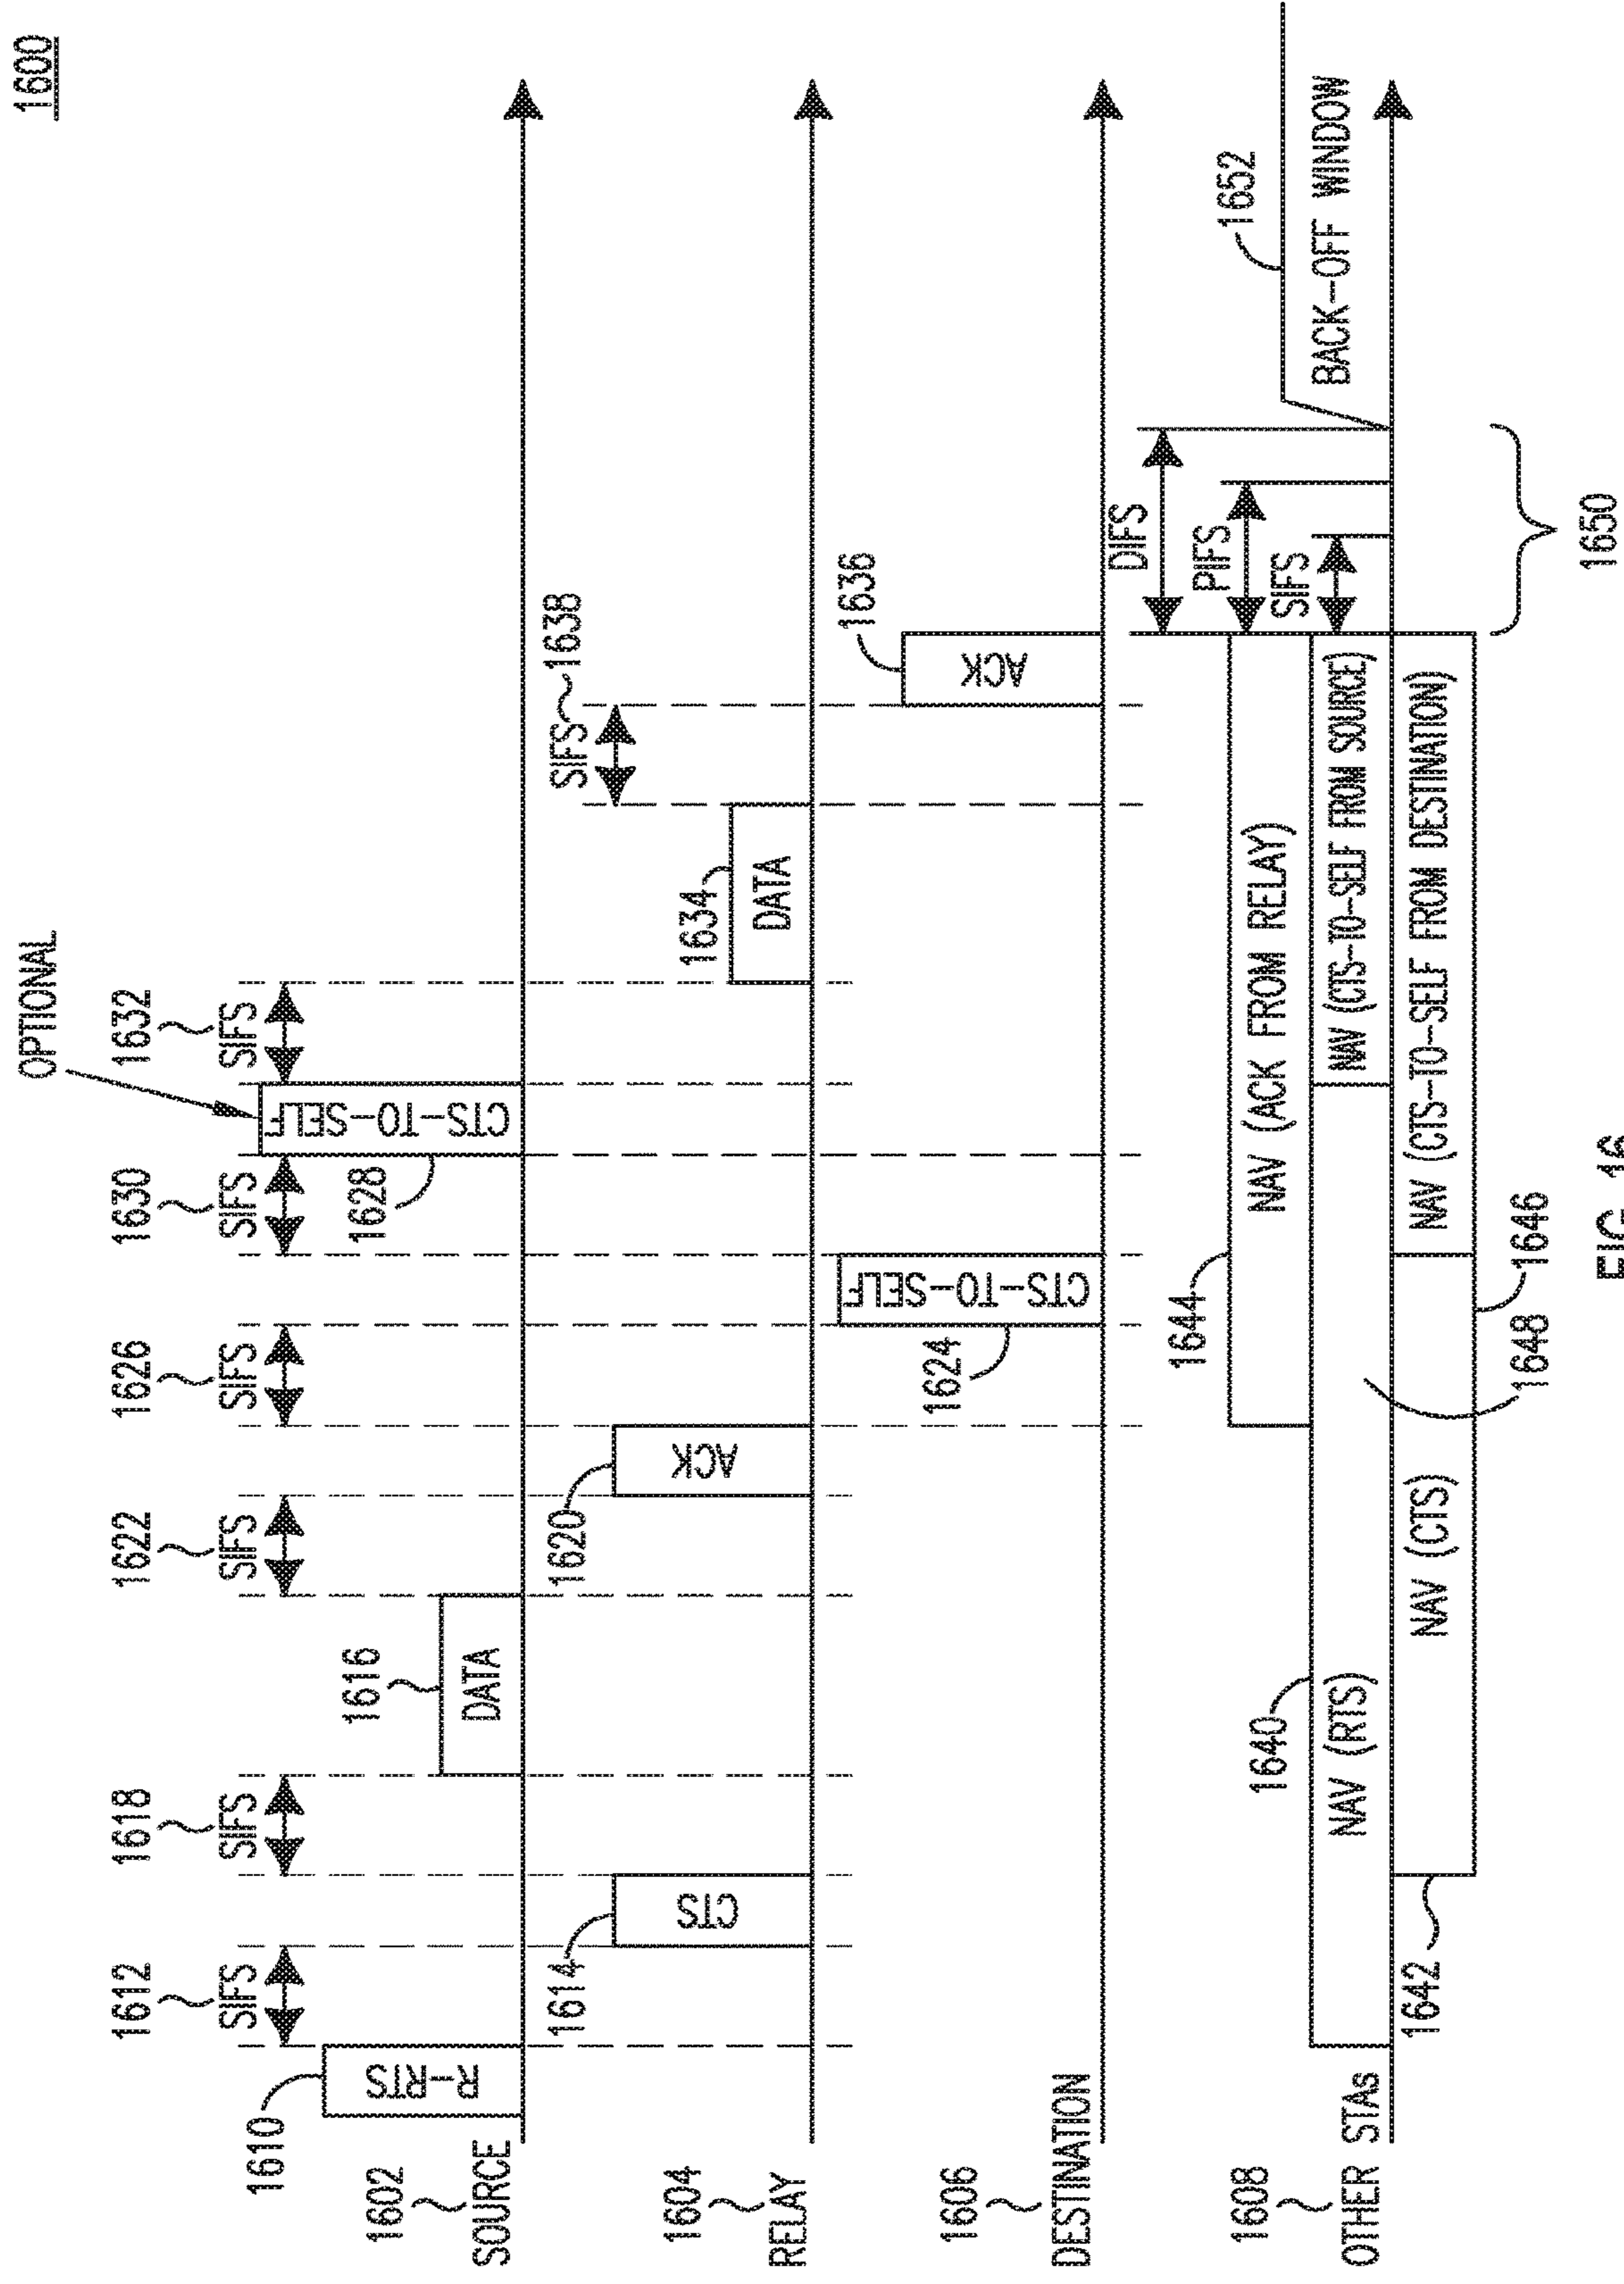 1600
OPTIONAL
1612
1618
1622
1626
1630
1632
SIFS
SIFS
SIFS
SIFS
SIFS
SIFS
1610
R-RTS
1616
DATA
1628
CTS-TO-SELF
1602
SOURCE
SIFS
1638
1614
CTS
1620
ACK
1634
DATA
1604
RELAY
1624
CTS-TO-SELF
1636
ACK
1606
DESTINATION
DIFS
PIFS
SIFS
1652
BACK-OFF WINDOW
1644
NAV (ACK FROM RELAY)
1640
NAV (RTS)
NAV (CTS-TO-SELF FROM SOURCE)
1608
OTHER STAs
1642
NAV (CTS)
NAV (CTS-TO-SELF FROM DESTINATION)
1648
1646
1650
FIG. 16